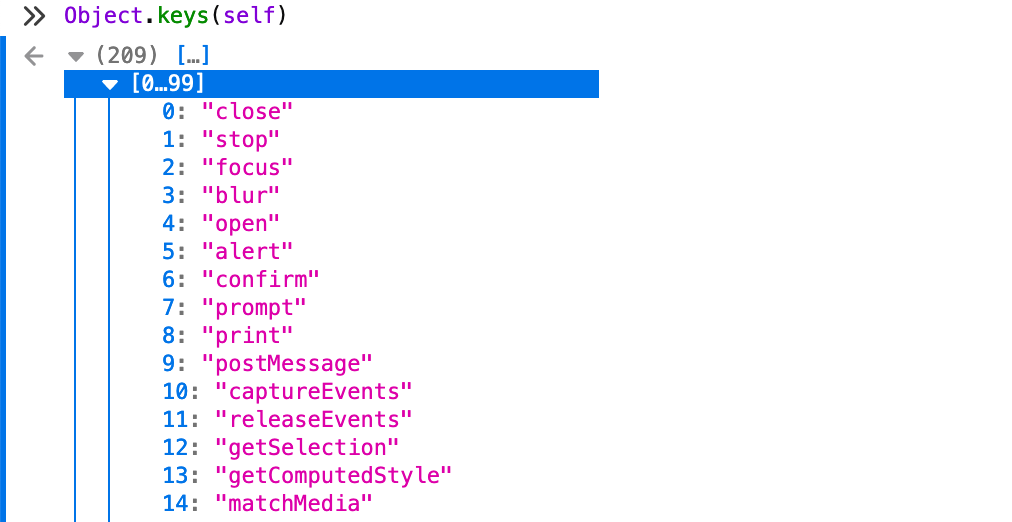 Object.keys(self)
(209) […]
[0…99]
0: "close"
1: "stop"
2: "focus"
3: "blur"
4: "open"
5: "alert"
6: "confirm"
7: "prompt"
8: "print"
9: "postMessage"
10: "captureEvents"
11: "releaseEvents"
12: "getSelection"
13: "getComputedStyle"
14: "matchMedia"